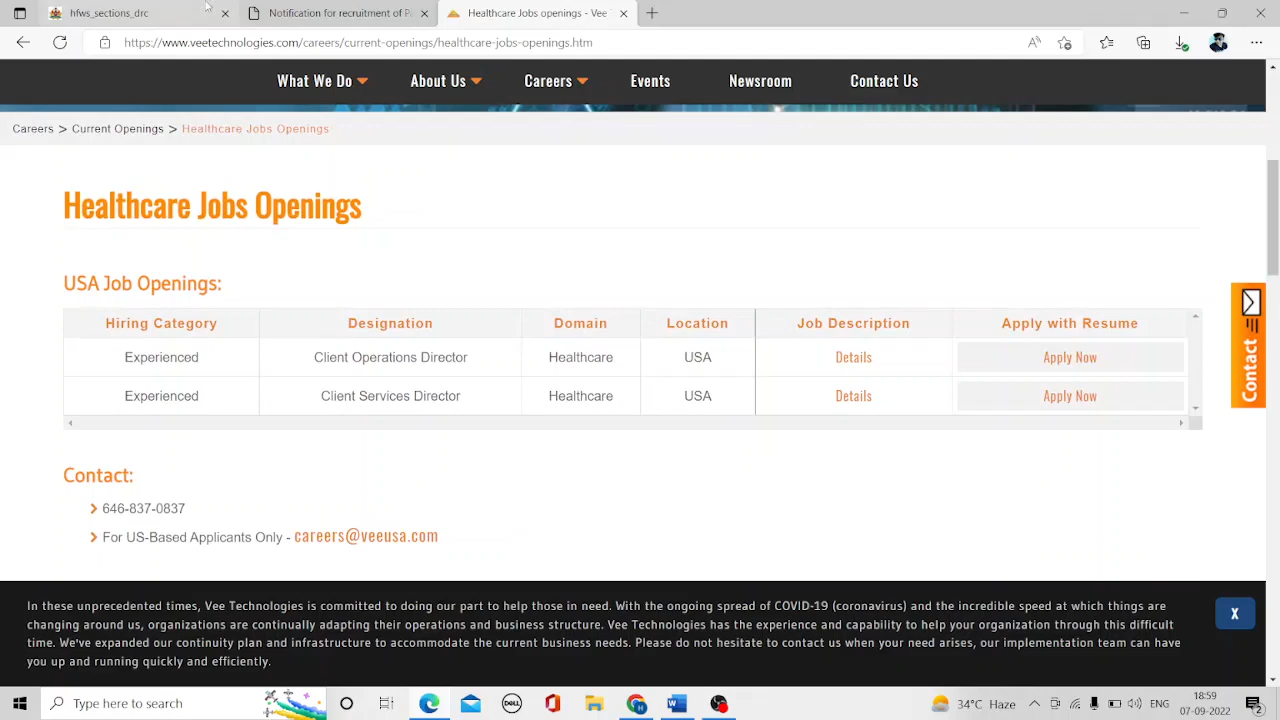 hfws_sections_drc
Notification for recruitment of Pa
Healthcare Jobs openings - Vee T
https://www.veetechnologies.com/careers/current-openings/healthcare-jobs-openings.htm
What We Do About Us Careers Events Newsroom Contact Us
Careers > Current Openings > Healthcare Jobs Openings
Healthcare Jobs Openings
USA Job Openings:
Hiring Category Designation Domain Location Job Description Apply with Resume
Experienced Client Operations Director Healthcare USA Details Apply Now
Experienced Client Services Director Healthcare USA Details Apply Now
Contact
Contact:
646-837-0837
For US-Based Applicants Only - careers@veeusa.com
In these unprecedented times, Vee Technologies is committed to doing our part to help those in need. With the ongoing spread of COVID-19 (coronavirus) and the incredible speed at which things are
changing around us, organizations are continually adapting their operations and business structure. Vee Technologies has the experience and capability to help your organization through this difficult
time. We've expanded our continuity plan and infrastructure to accommodate the current business needs. Please do not hesitate to contact us when your need arises, our implementation team can have
you up and running quickly and efficiently.
X
Type here to search
34°C Haze
ENG
18:59
07-09-2022